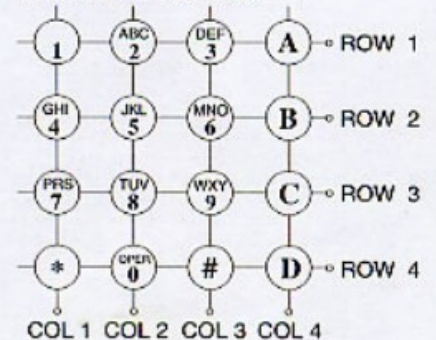 1 ABC 2 DEF 3 A ROW 1
GHI 4 JKL 5 MNO 6 B ROW 2
PRS 7 TUV 8 WXY 9 C ROW 3
* OPER 0 # D ROW 4
COL 1 COL 2 COL 3 COL 4